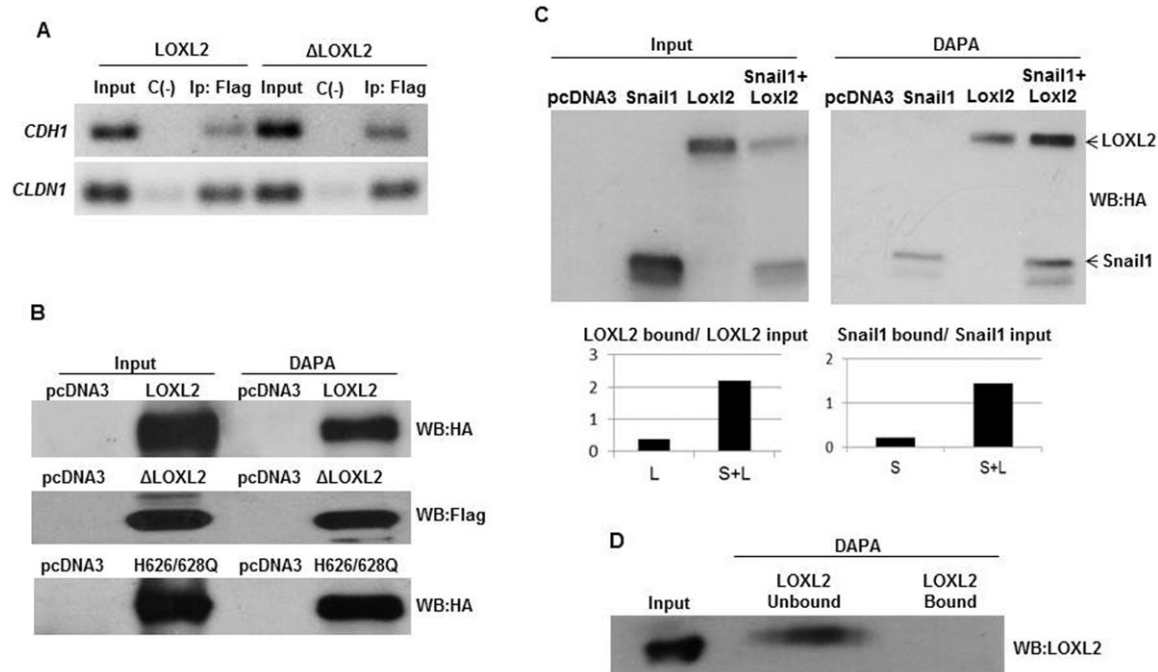 A
LOXL2 ΔLOXL2
Input C(-) Ip: Flag Input C(-) Ip: Flag
CDH1
CLDN1
B
Input DAPA
pcDNA3 LOXL2 pcDNA3 LOXL2
WB:HA
pcDNA3 ΔLOXL2 pcDNA3 ΔLOXL2
WB:Flag
pcDNA3 H626/628Q pcDNA3 H626/628Q
WB:HA
C
Input DAPA
pcDNA3 Snail1 Loxl2 Snail1+ Loxl2 pcDNA3 Snail1 Loxl2 Snail1+ Loxl2
LOXL2
WB:HA
Snail1
LOXL2 bound/ LOXL2 input
3
2
1
0
L S+L
Snail1 bound/ Snail1 input
2
1
0
S S+L
D
DAPA
Input LOXL2 Unbound LOXL2 Bound
WB:LOXL2